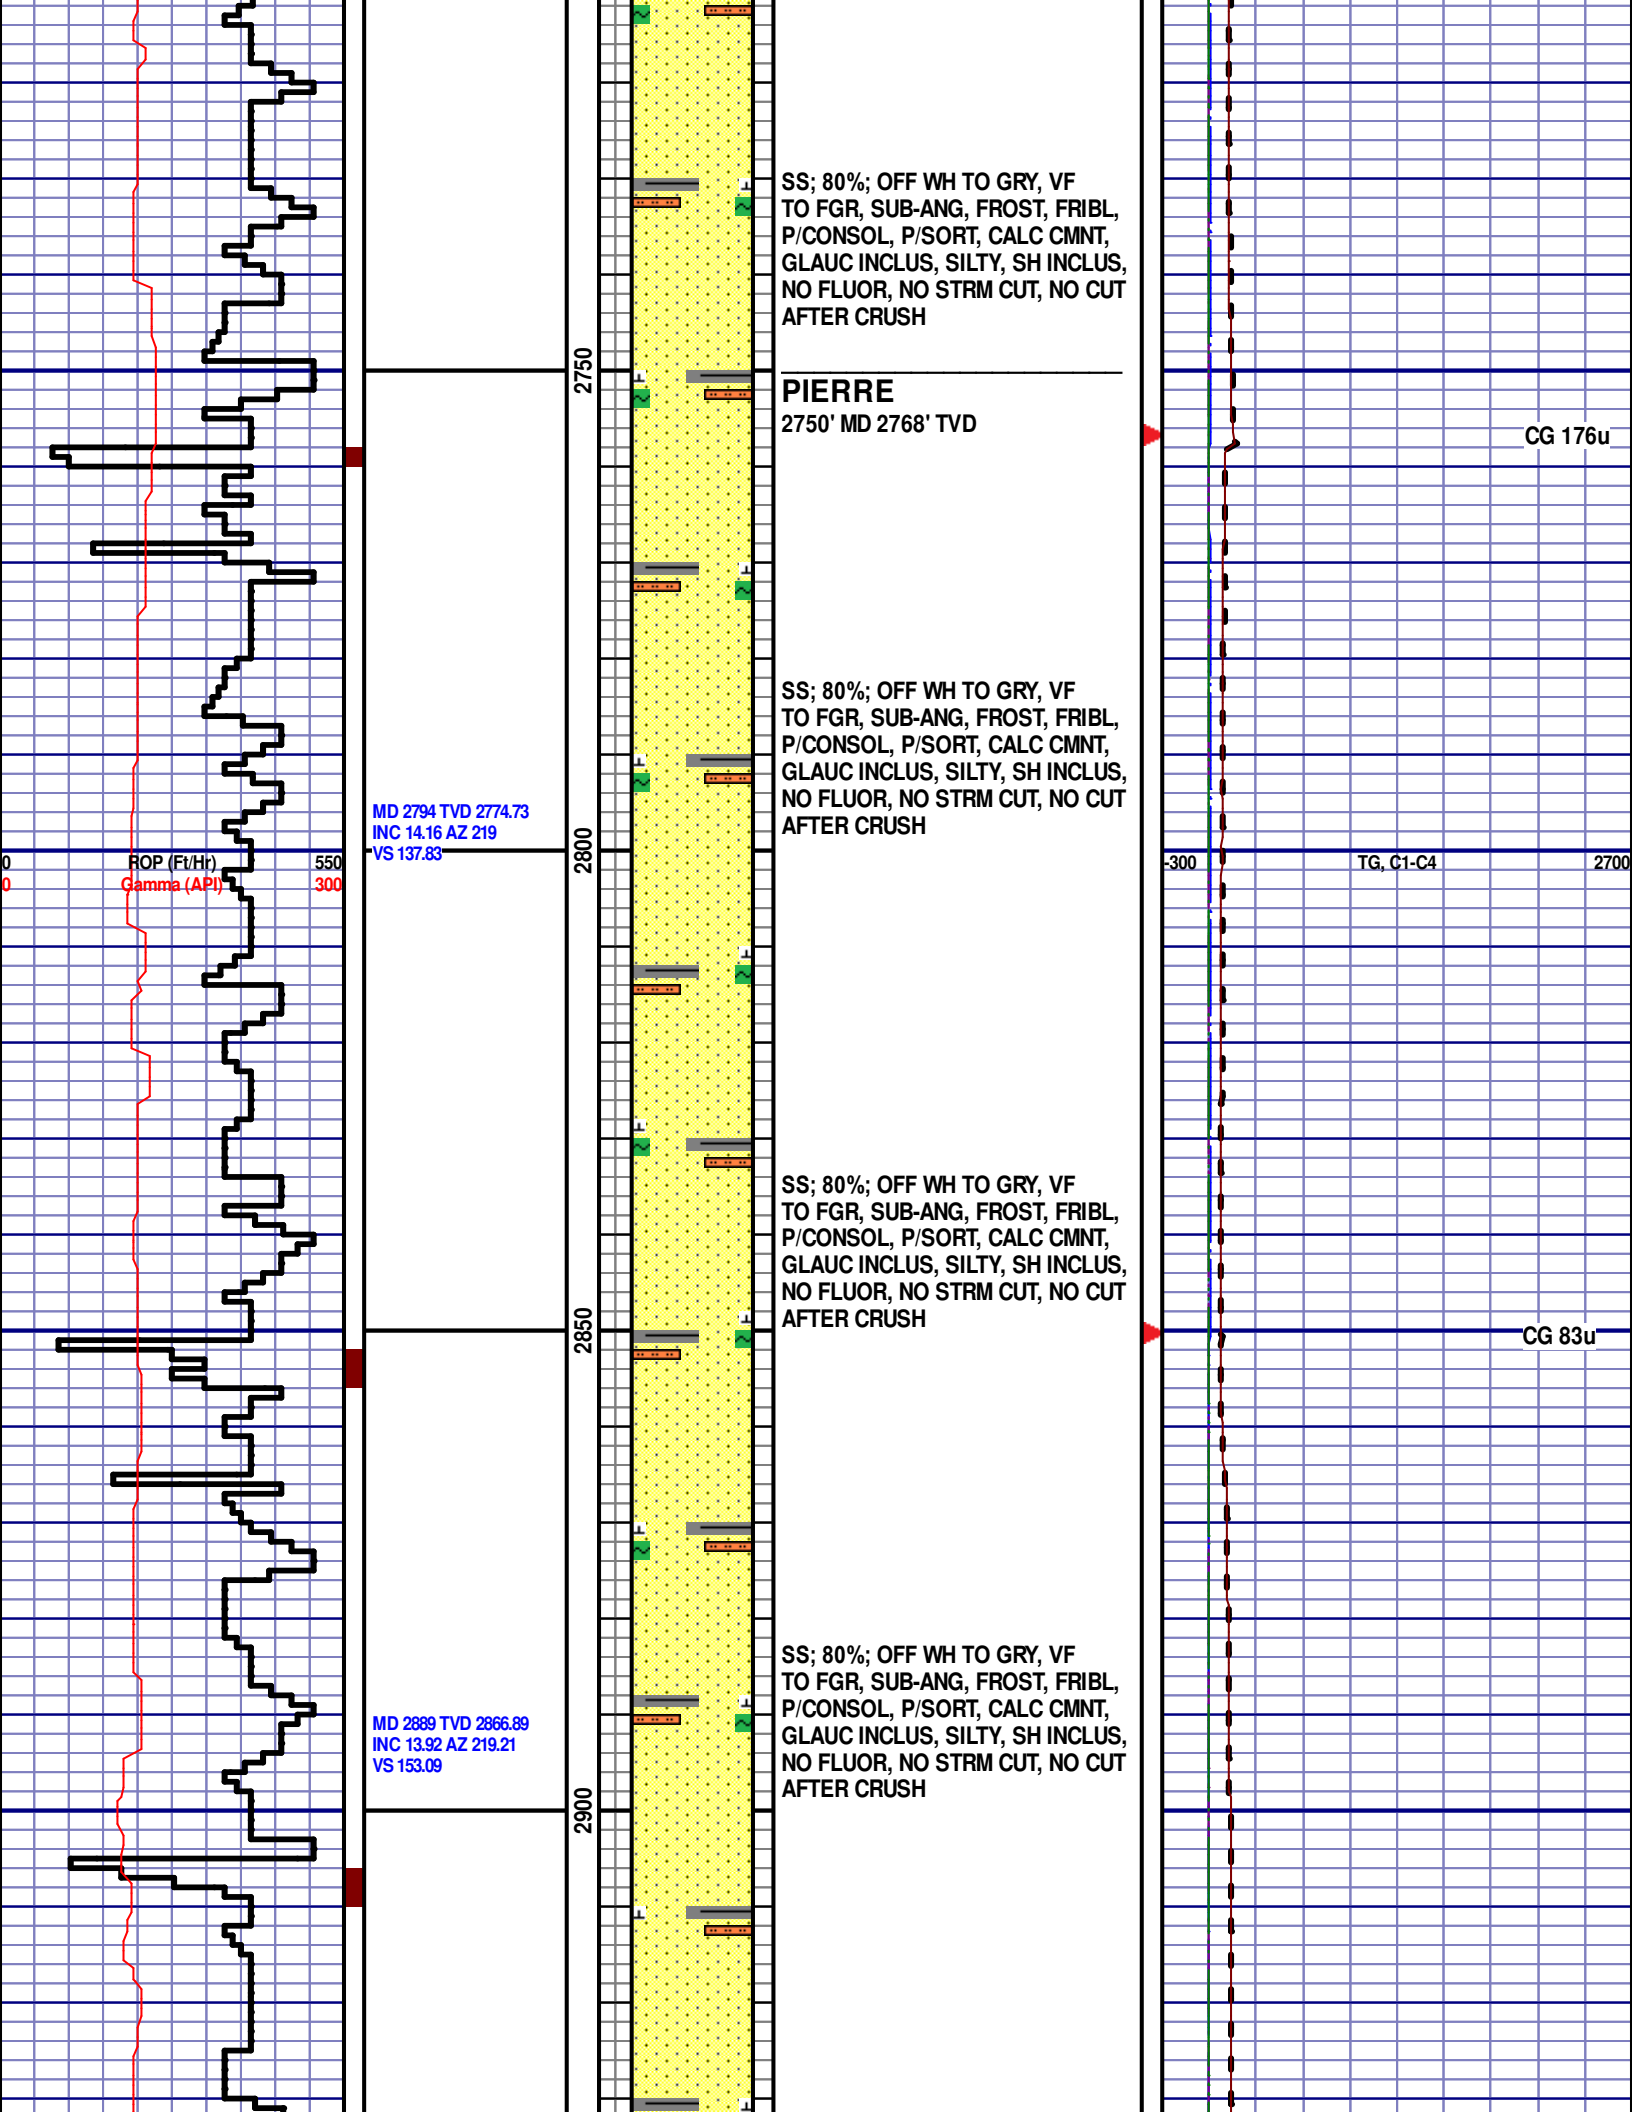 SS; 80%; OFF WH TO GRY, VF
TO FGR, SUB-ANG, FROST, FRIBL,
P/CONSOL, P/SORT, CALC CMNT,
GLAUC INCLUS, SILTY, SH INCLUS,
NO FLUOR, NO STRM CUT, NO CUT
AFTER CRUSH
2750
PIERRE
2750' MD 2768' TVD
CG 176u
SS; 80%; OFF WH TO GRY, VF
TO FGR, SUB-ANG, FROST, FRIBL,
P/CONSOL, P/SORT, CALC CMNT,
GLAUC INCLUS, SILTY, SH INCLUS,
NO FLUOR, NO STRM CUT, NO CUT
AFTER CRUSH
MD 2794 TVD 2774.73
INC 14.16 AZ 219
VS 137.83
2800
0 ROP (Ft/Hr) 550
0 Gamma (API) 300
-300 TG, C1-C4 2700
SS; 80%; OFF WH TO GRY, VF
TO FGR, SUB-ANG, FROST, FRIBL,
P/CONSOL, P/SORT, CALC CMNT,
GLAUC INCLUS, SILTY, SH INCLUS,
NO FLUOR, NO STRM CUT, NO CUT
AFTER CRUSH
2850
CG 83u
SS; 80%; OFF WH TO GRY, VF
TO FGR, SUB-ANG, FROST, FRIBL,
P/CONSOL, P/SORT, CALC CMNT,
GLAUC INCLUS, SILTY, SH INCLUS,
NO FLUOR, NO STRM CUT, NO CUT
AFTER CRUSH
MD 2889 TVD 2866.89
INC 13.92 AZ 219.21
VS 153.09
2900